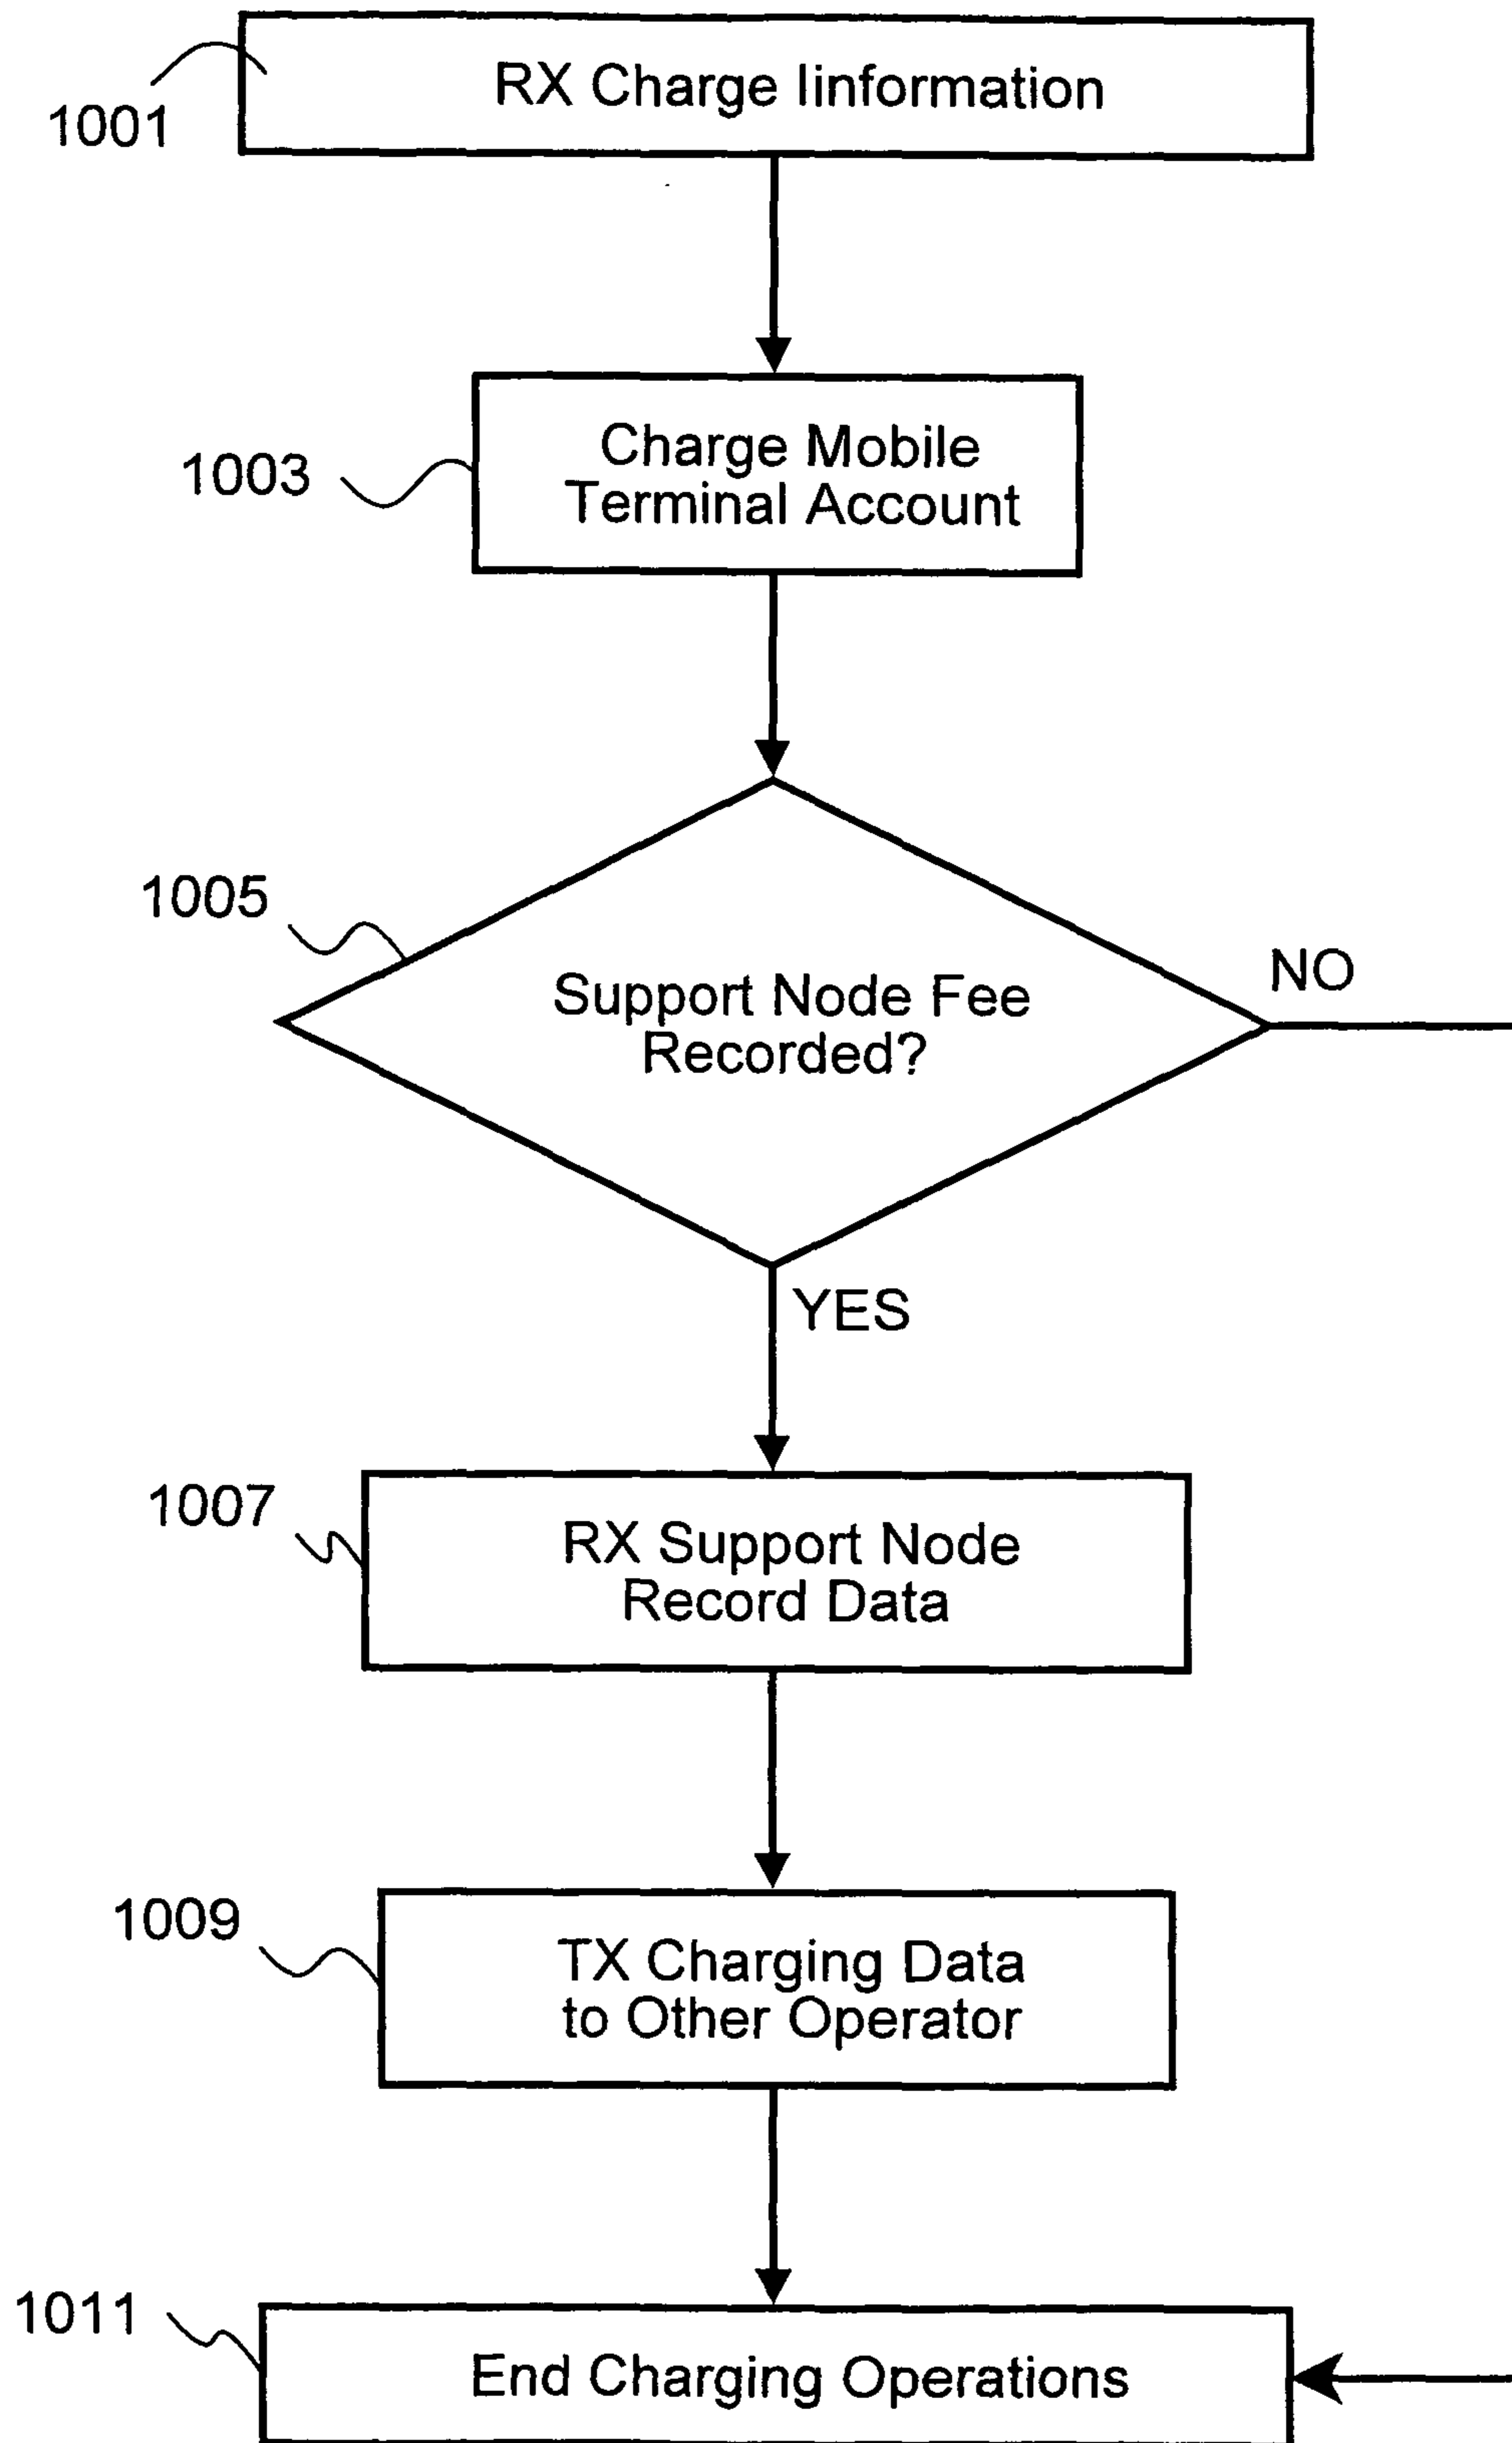 RX Charge Iinformation
1001
Charge Mobile
Terminal Account
1003
1005
Support Node Fee
Recorded?
NO
YES
1007
RX Support Node
Record Data
1009
TX Charging Data
to Other Operator
1011
End Charging Operations